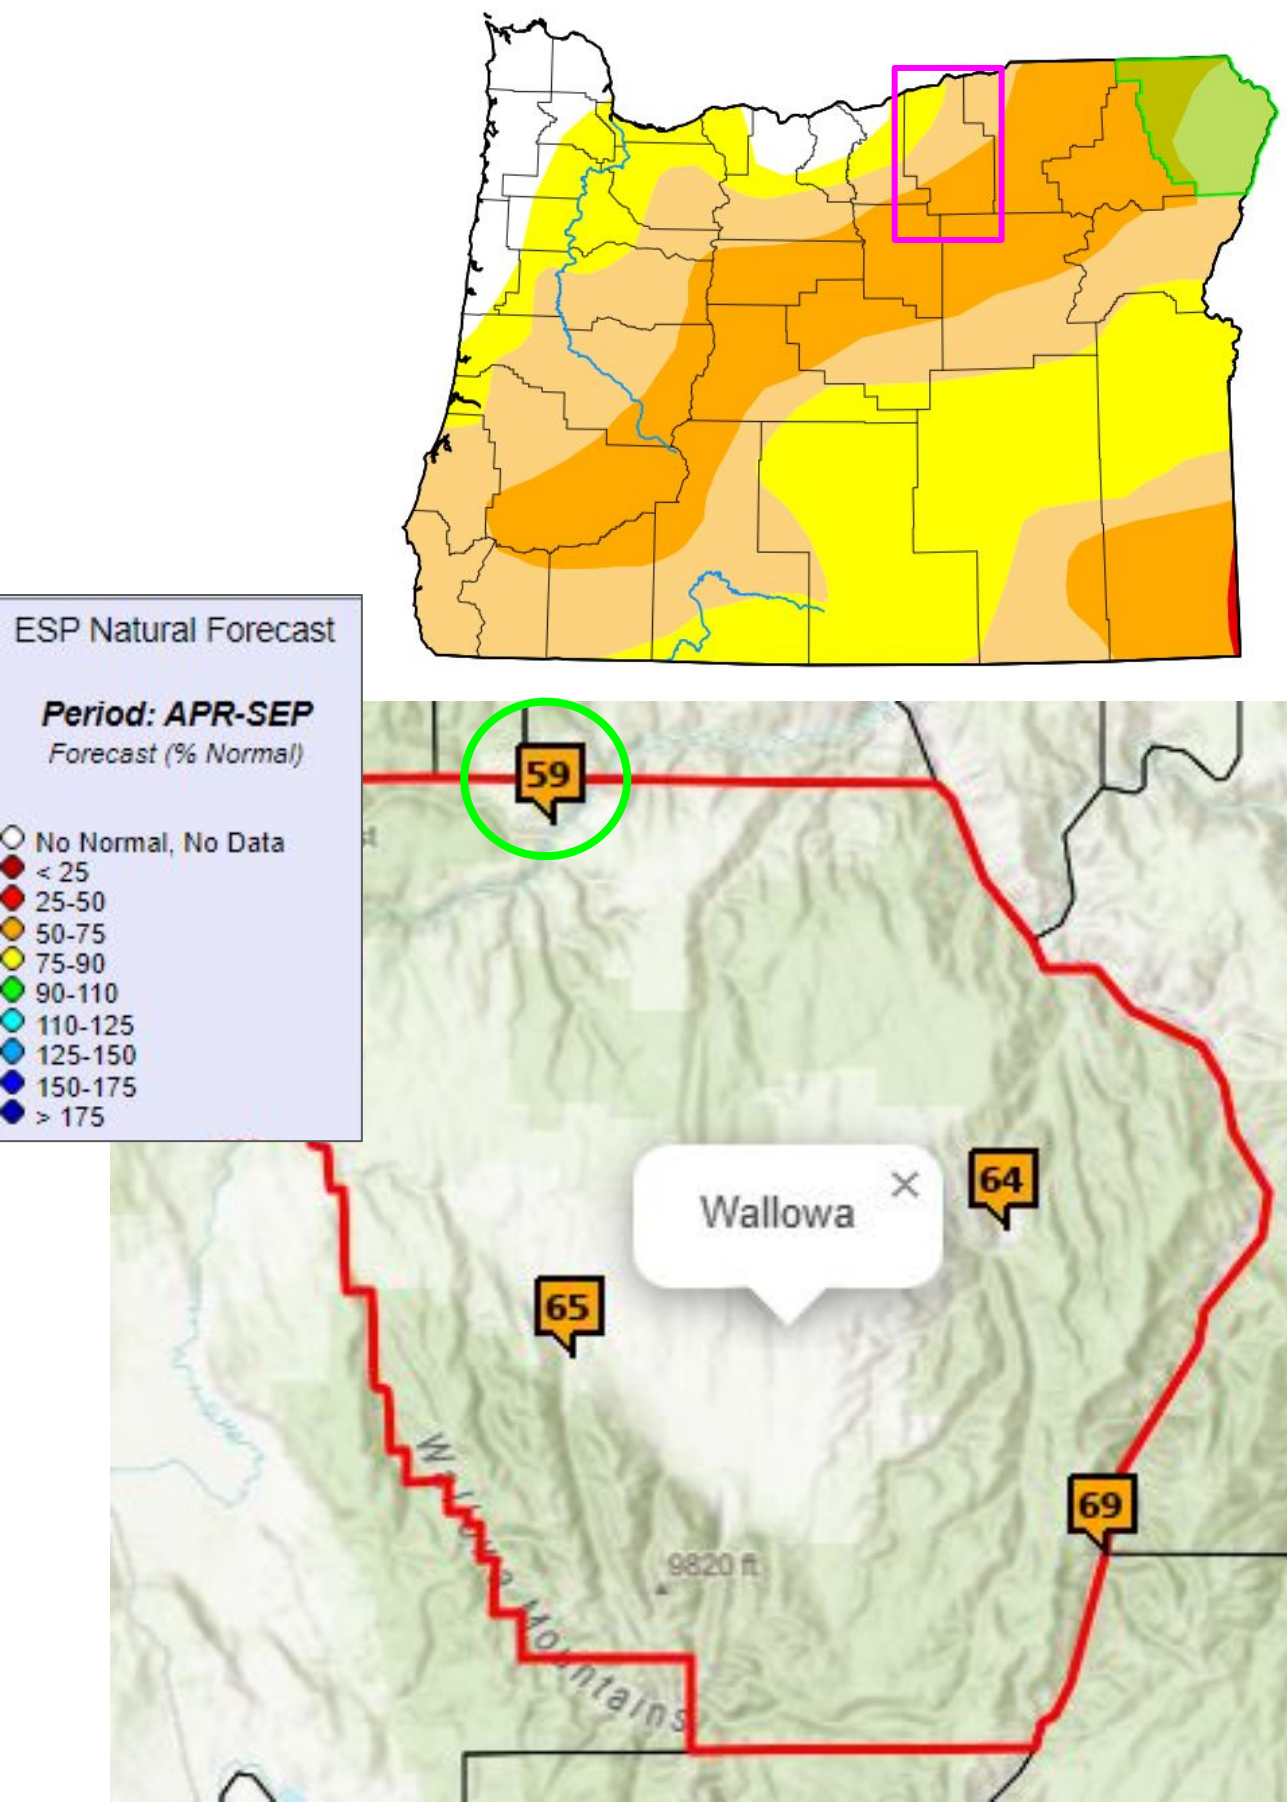 ESP Natural Forecast
Period: APR-SEP
Forecast (% Normal)
No Normal, No Data
< 25
25-50
50-75
75-90
90-110
110-125
125-150
150-175
> 175
59
64
Wallowa
×
65
69
9820 ft
Wallowa Mountains